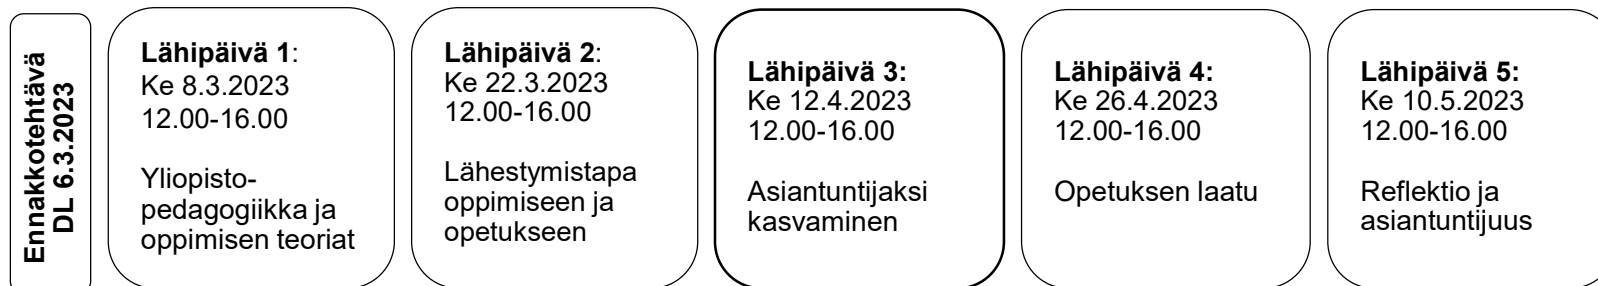 Ennakkotehtävä
DL 6.3.2023
Lähipäivä 1:
Ke 8.3.2023
12.00-16.00
Yliopisto-
pedagogiikka ja
oppimisen teoriat
Lähipäivä 2:
Ke 22.3.2023
12.00-16.00
Lähestymistapa
oppimiseen ja
opetukseen
Lähipäivä 3:
Ke 12.4.2023
12.00-16.00
Asiantuntijaksi
kasvaminen
Lähipäivä 4:
Ke 26.4.2023
12.00-16.00
Opetuksen laatu
Lähipäivä 5:
Ke 10.5.2023
12.00-16.00
Reflektio ja
asiantuntijuus